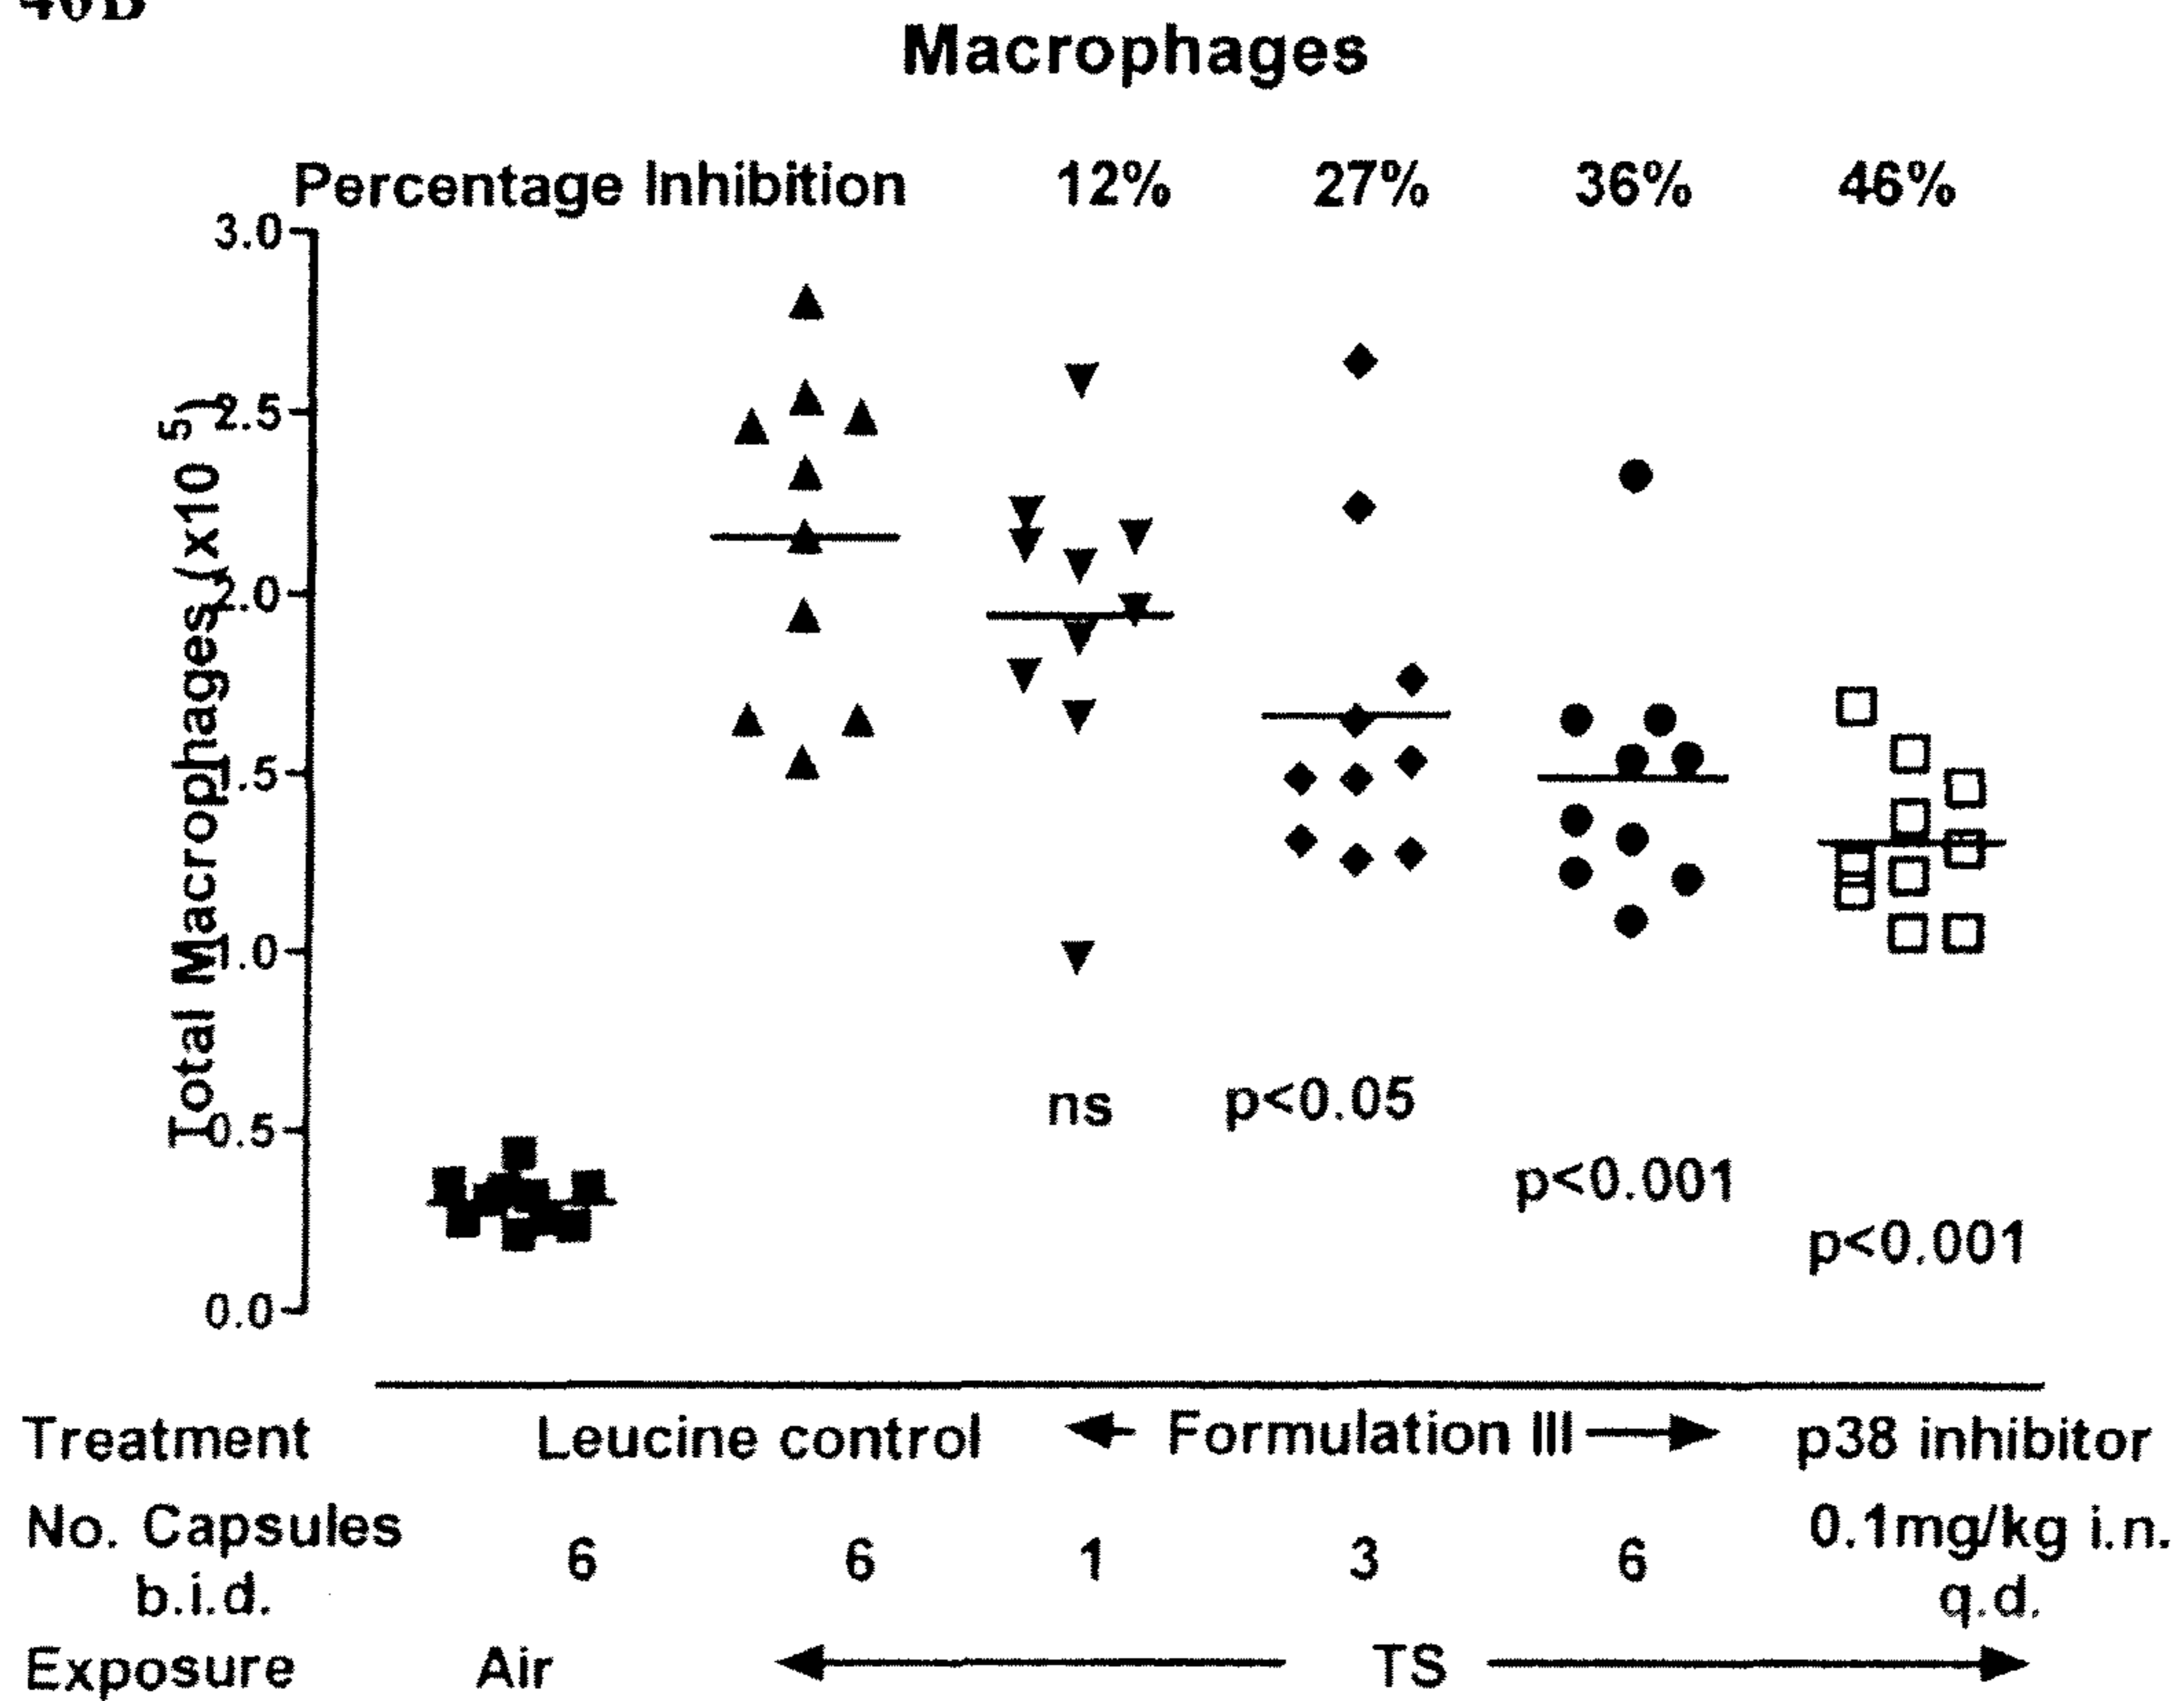 Macrophages
Percentage Inhibition 12% 27% 36% 46%
Total Macrophages (x10 5)
3.0
2.5
2.0
1.5
1.0
0.5
0.0
ns p<0.05
p<0.001
p<0.001
Treatment Leucine control Formulation III p38 inhibitor
No. Capsules b.i.d. 6 6 1 3 6 0.1mg/kg i.n. q.d.
Exposure Air TS